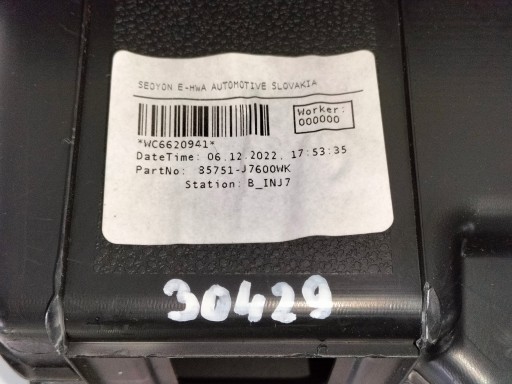 SEOYON E-HWA AUTOMOTIVE SLOVAKIA
Worker:
000000
*WC6620941*
DateTime: 06.12.2022, 17:53:35
PartNo: 85751-J7600WK
Station: B_INJ7
30429